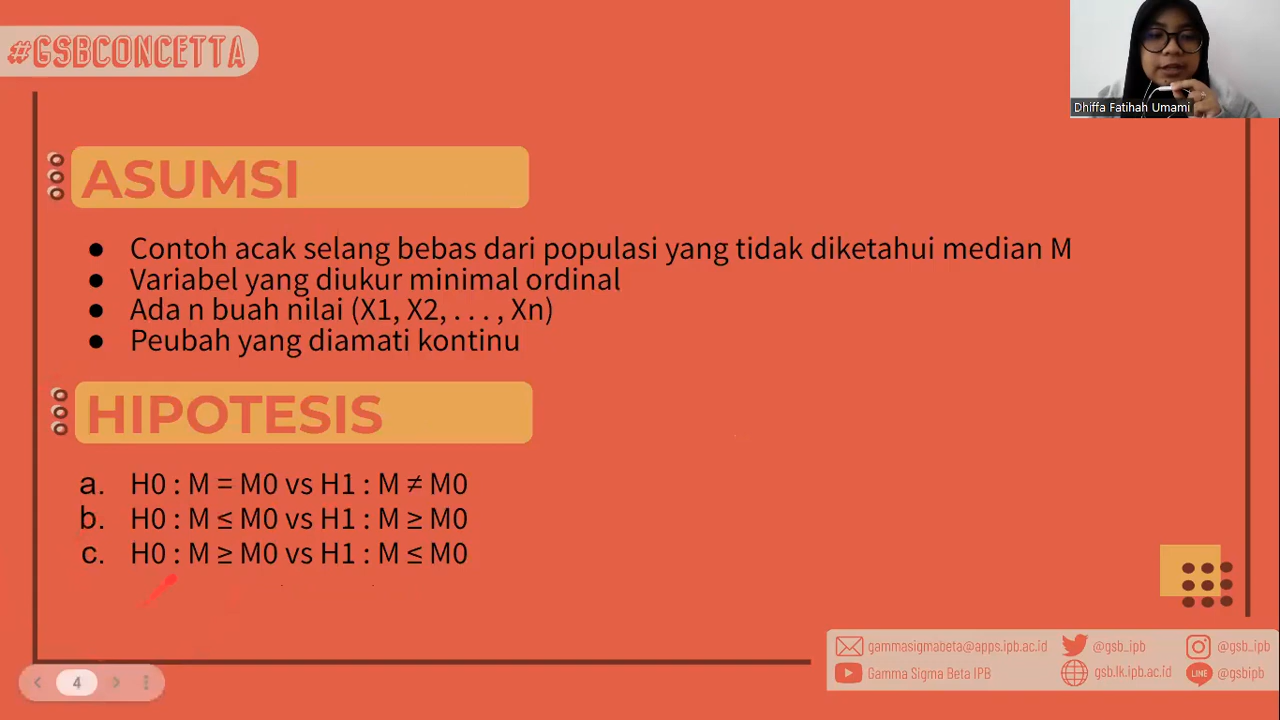 #GSBCONCETTA
Dhiffa Fatihah Umami
ASUMSI
● Contoh acak selang bebas dari populasi yang tidak diketahui median M
● Variabel yang diukur minimal ordinal
● Ada n buah nilai (X1, X2, . . . , Xn)
● Peubah yang diamati kontinu
HIPOTESIS
a. H0 : M = M0 vs H1 : M ≠ M0
b. H0 : M ≤ M0 vs H1 : M ≥ M0
c. H0 : M ≥ M0 vs H1 : M ≤ M0
gammasigmabeta@apps.ipb.ac.id @gsb_ipb @gsb_ipb
Gamma Sigma Beta IPB gsb.lk.ipb.ac.id LINE @gsbipb
4